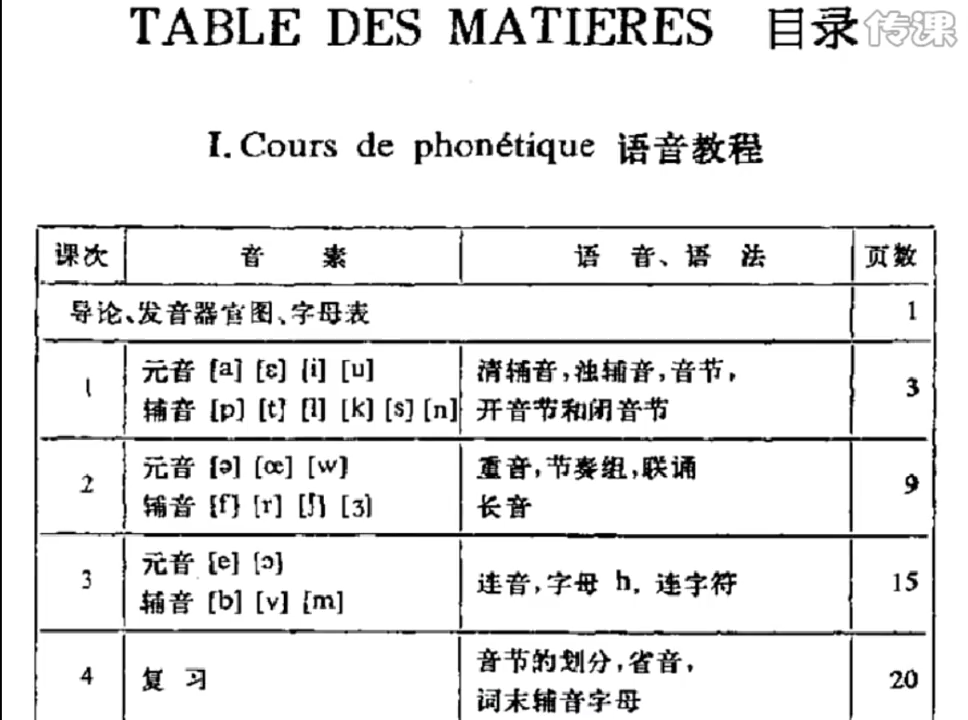 TABLE DES MATIERES 目录
传课
I. Cours de phonétique 语音教程
课次 音素 语音、语法 页数
导论、发音器官图、字母表 1
1 元音 [a] [ɛ] [i] [u] 清辅音,浊辅音,音节, 3
辅音 [p] [t] [l] [k] [s] [n] 开音节和闭音节
2 元音 [ə] [œ] [w] 重音,节奏组,联诵 9
辅音 [f] [r] [ʃ] [ʒ] 长音
3 元音 [e] [ɔ] 连音,字母 h, 连字符 15
辅音 [b] [v] [m]
4 复习 音节的划分,省音, 20
词末辅音字母